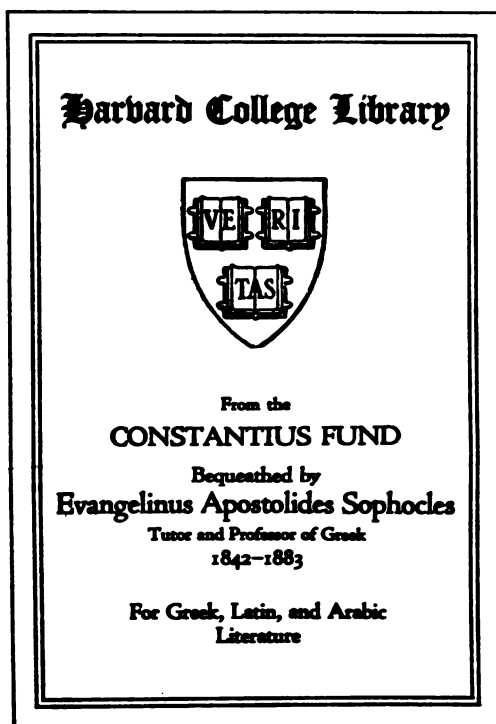 Harvard College Library
VE RI
TAS
From the
CONSTANTIUS FUND
Bequeathed by
Evangelinus Apostolides Sophocles
Tutor and Professor of Greek
1842–1883
For Greek, Latin, and Arabic
Literature